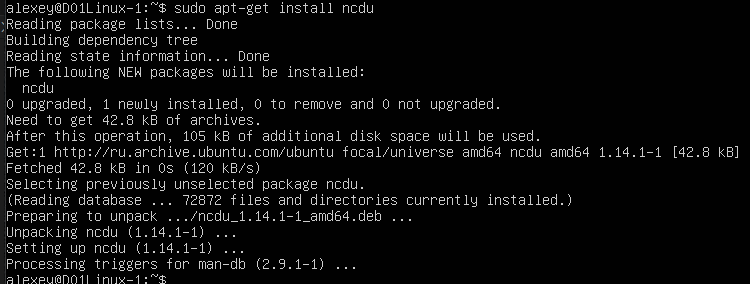 alexey@D01Linux-1:~$ sudo apt-get install ncdu
Reading package lists... Done
Building dependency tree
Reading state information... Done
The following NEW packages will be installed:
  ncdu
0 upgraded, 1 newly installed, 0 to remove and 0 not upgraded.
Need to get 42.8 kB of archives.
After this operation, 105 kB of additional disk space will be used.
Get:1 http://ru.archive.ubuntu.com/ubuntu focal/universe amd64 ncdu amd64 1.14.1-1 [42.8 kB]
Fetched 42.8 kB in 0s (120 kB/s)
Selecting previously unselected package ncdu.
(Reading database ... 72872 files and directories currently installed.)
Preparing to unpack .../ncdu_1.14.1-1_amd64.deb ...
Unpacking ncdu (1.14.1-1) ...
Setting up ncdu (1.14.1-1) ...
Processing triggers for man-db (2.9.1-1) ...
alexey@D01Linux-1:~$